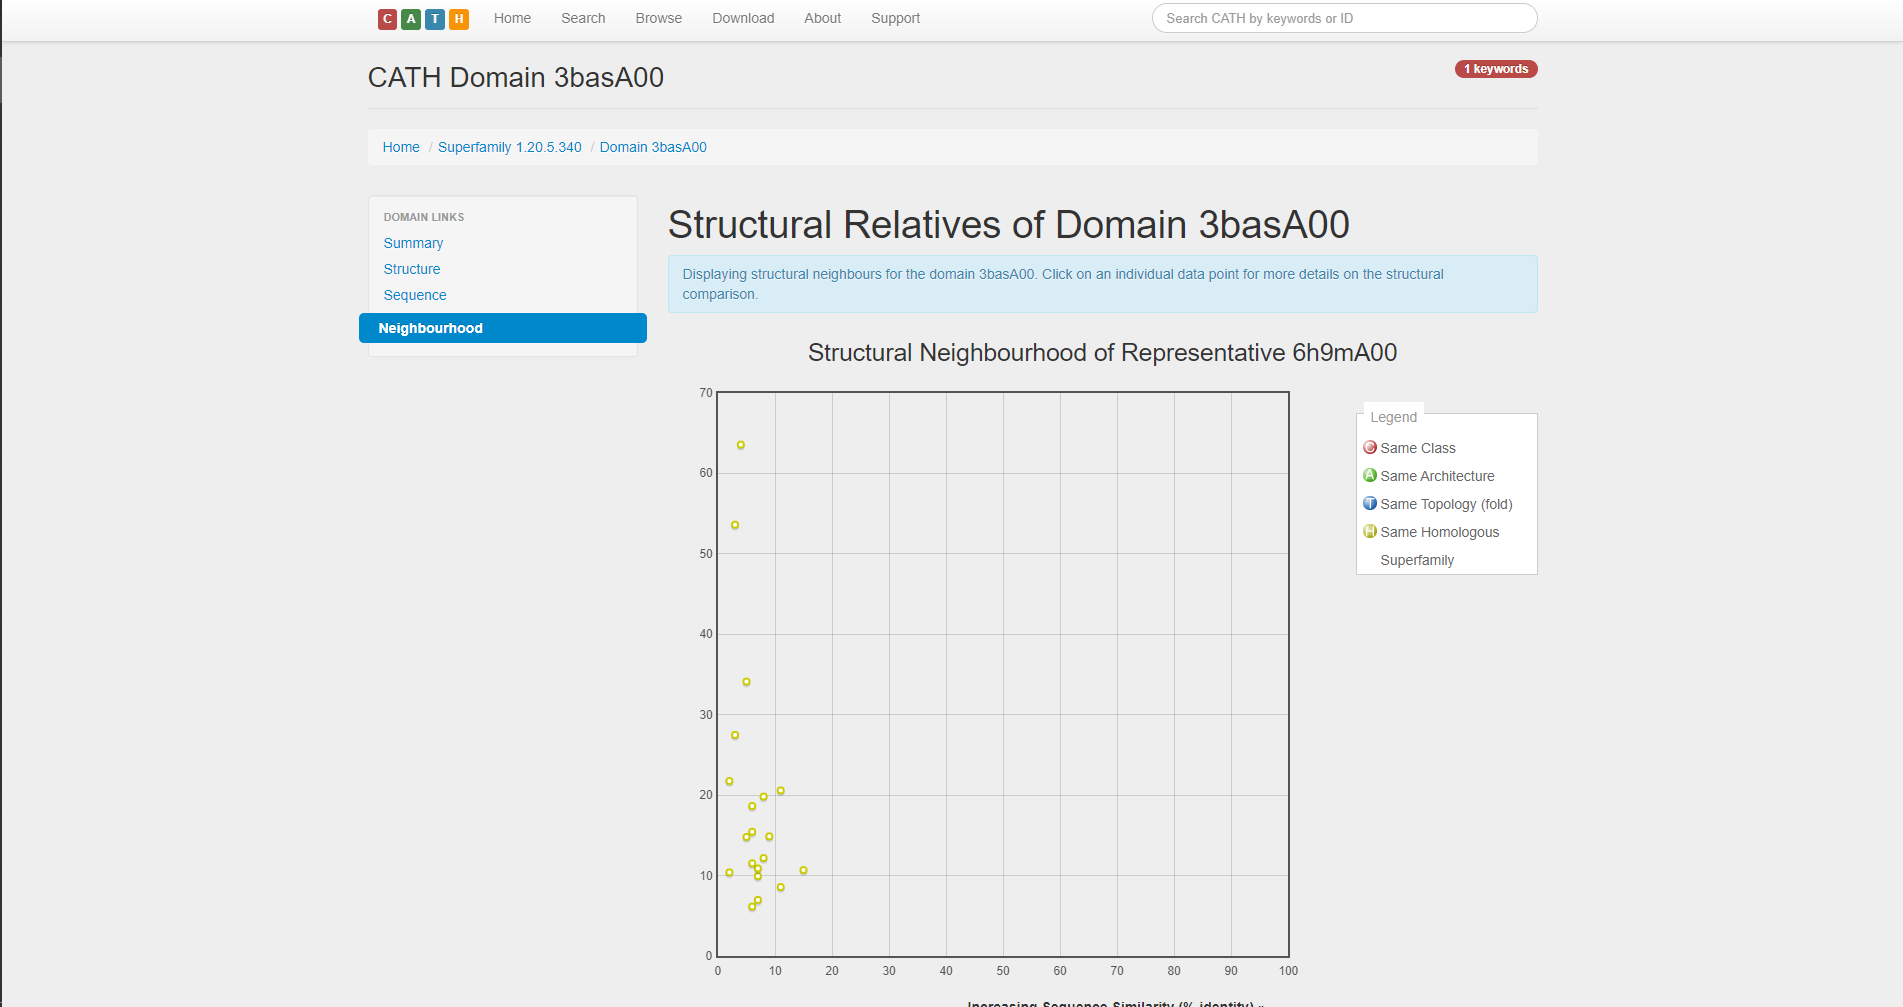 C A T H Home Search Browse Download About Support Search CATH by keywords or ID
CATH Domain 3basA00
1 keywords
Home / Superfamily 1.20.5.340 / Domain 3basA00
DOMAIN LINKS
Summary
Structure
Sequence
Neighbourhood
Structural Relatives of Domain 3basA00
Displaying structural neighbours for the domain 3basA00. Click on an individual data point for more details on the structural
comparison.
Structural Neighbourhood of Representative 6h9mA00
70
60
50
40
30
20
10
0
0 10 20 30 40 50 60 70 80 90 100
Increasing Sequence Similarity (% identity) »
Legend
C Same Class
A Same Architecture
T Same Topology (fold)
H Same Homologous
Superfamily